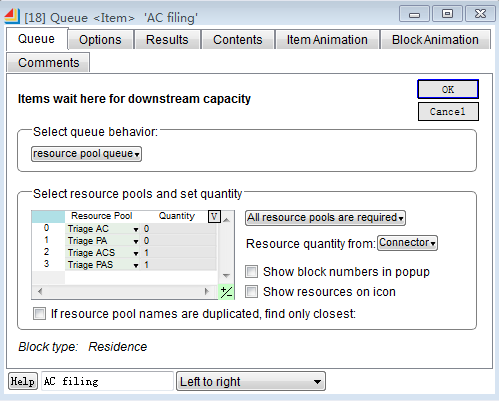 [18] Queue <Item> 'AC filing'
Queue Options Results Contents Item Animation Block Animation
Comments
Items wait here for downstream capacity
OK
Cancel
Select queue behavior:
resource pool queue
Select resource pools and set quantity
Resource Pool Quantity V
0 Triage AC 0
1 Triage PA 0
2 Triage ACS 1
3 Triage PAS 1
All resource pools are required
Resource quantity from: Connector
Show block numbers in popup
Show resources on icon
If resource pool names are duplicated, find only closest:
Block type: Residence
Help AC filing Left to right